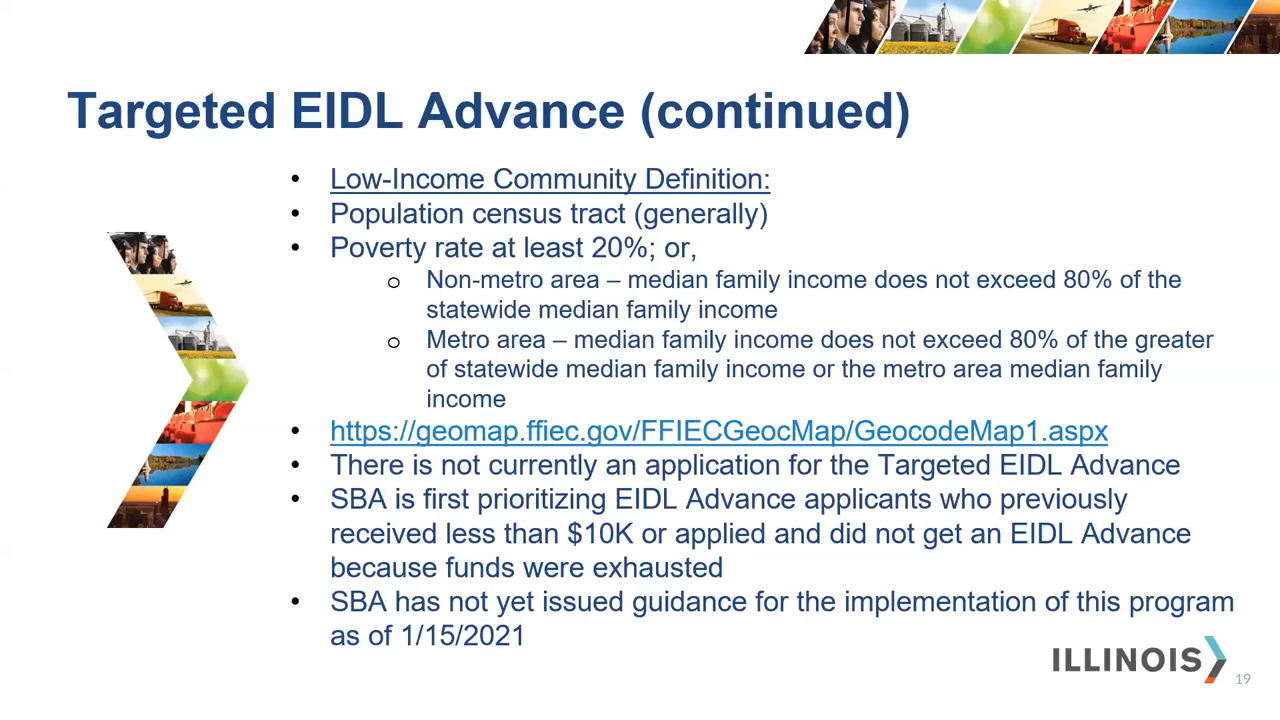 Targeted EIDL Advance (continued)
• Low-Income Community Definition:
• Population census tract (generally)
• Poverty rate at least 20%; or,
o Non-metro area – median family income does not exceed 80% of the
statewide median family income
o Metro area – median family income does not exceed 80% of the greater
of statewide median family income or the metro area median family
income
• https://geomap.ffiec.gov/FFIECGeocMap/GeocodeMap1.aspx
• There is not currently an application for the Targeted EIDL Advance
• SBA is first prioritizing EIDL Advance applicants who previously
received less than $10K or applied and did not get an EIDL Advance
because funds were exhausted
• SBA has not yet issued guidance for the implementation of this program
as of 1/15/2021
ILLINOIS
19